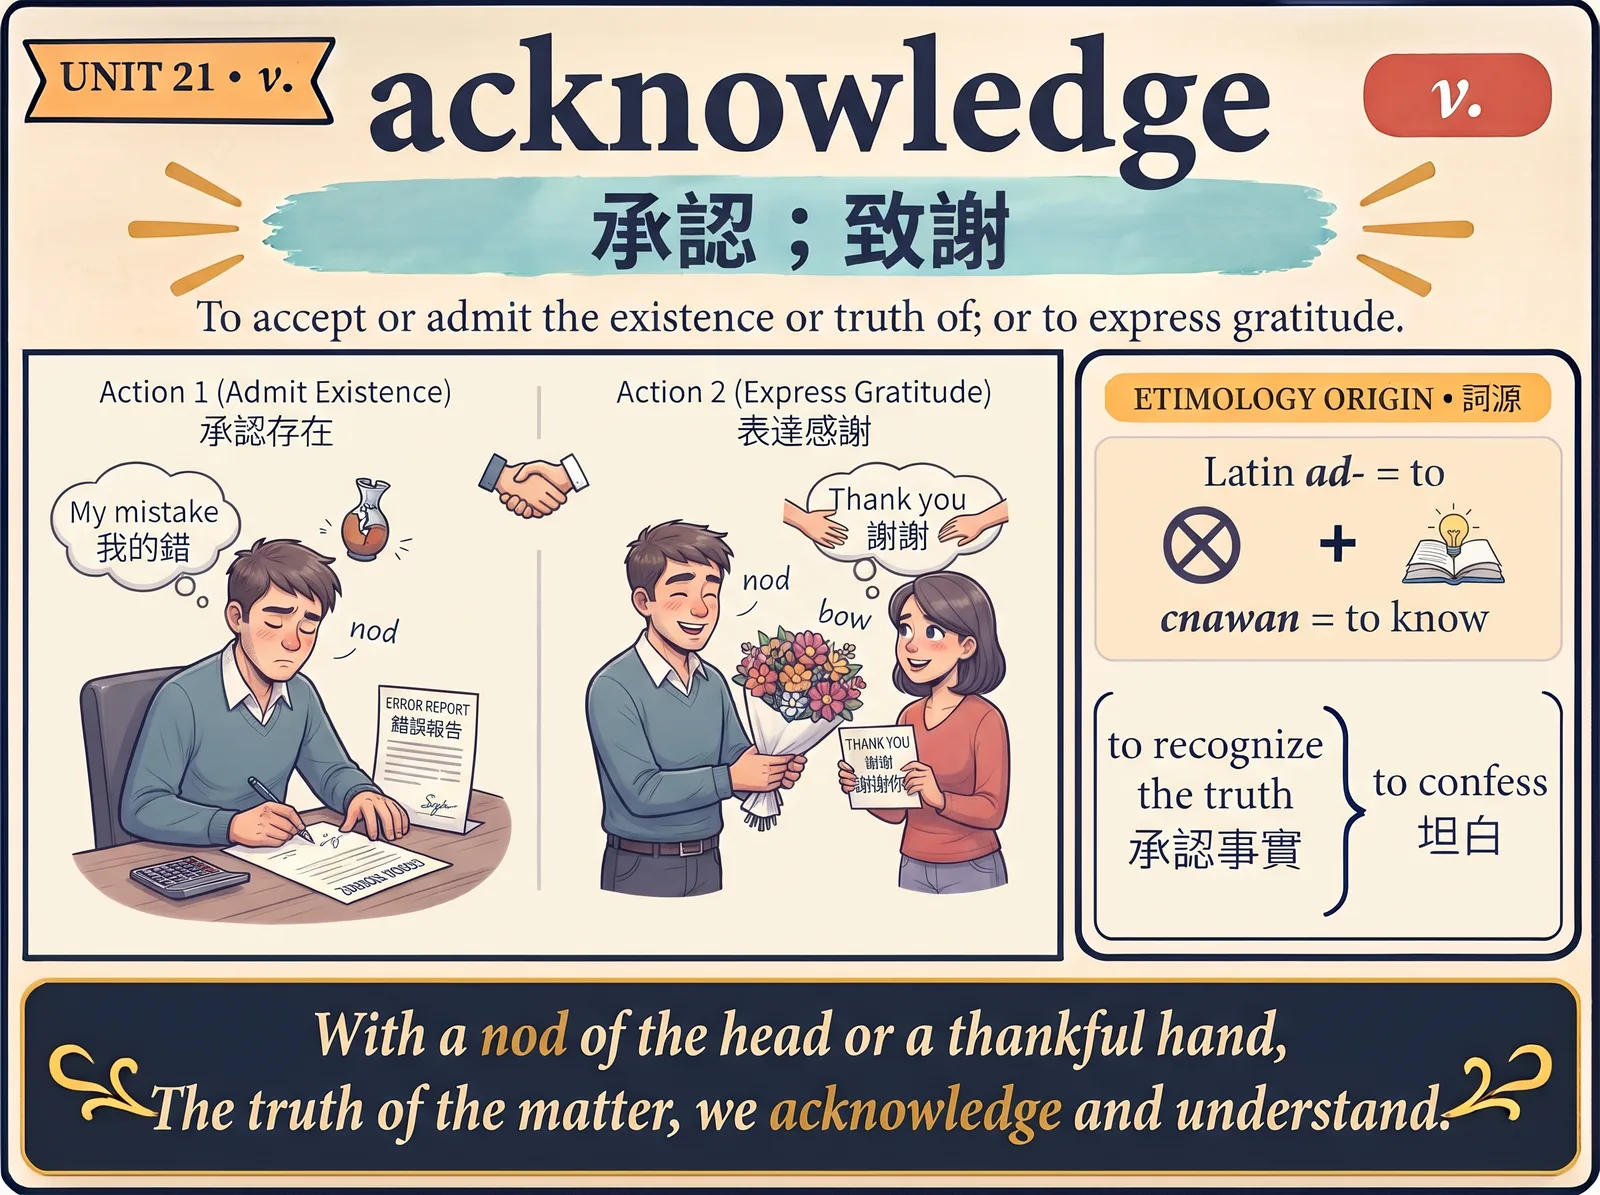 UNIT 21 • v.
acknowledge
v.
承認；致謝
To accept or admit the existence or truth of; or to express gratitude.
Action 1 (Admit Existence)
承認存在
My mistake
我的錯
nod
ERROR REPORT
錯誤報告
Action 2 (Express Gratitude)
表達感謝
Thank you
謝謝
nod
bow
THANK YOU
謝謝
謝謝你
ETIMOLOGY ORIGIN • 詞源
Latin ad- = to
+
cnawan = to know
to recognize
the truth
承認事實
to confess
坦白
With a nod of the head or a thankful hand,
The truth of the matter, we acknowledge and understand.